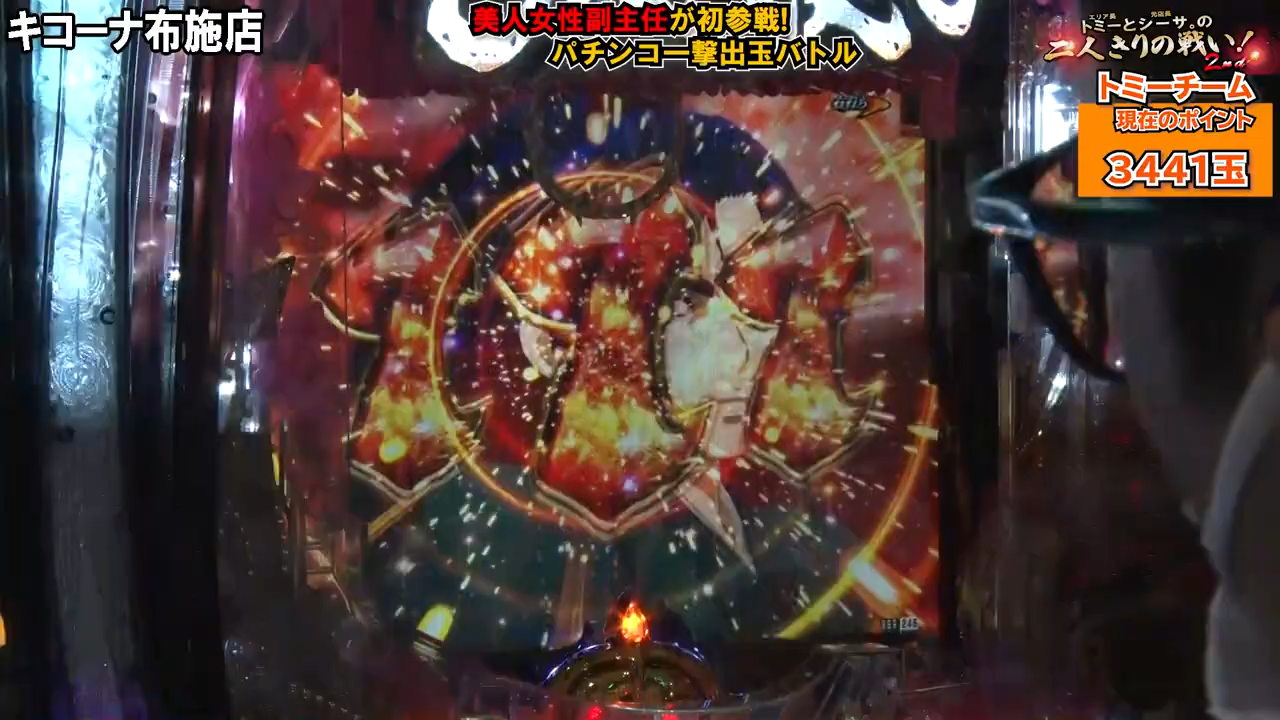 キコーナ布施店
美人女性副主任が初参戦!
パチンコ一撃出玉バトル
エリア長 元店長
トミーとシーサ。の
二人きりの戦い!
2nd
トミーチーム
現在のポイント
3441玉